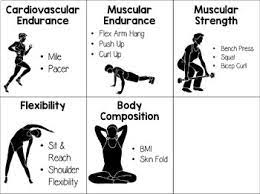 Cardiovascular
Endurance
• Mile
• Pacer
Muscular
Endurance
• Flex Arm Hang
• Push Up
• Curl Up
Muscular
Strength
• Bench Press
• Squat
• Bicep Curl
Flexibility
• Sit &
Reach
• Shoulder
Flexibility
Body
Composition
• BMI
• Skin Fold